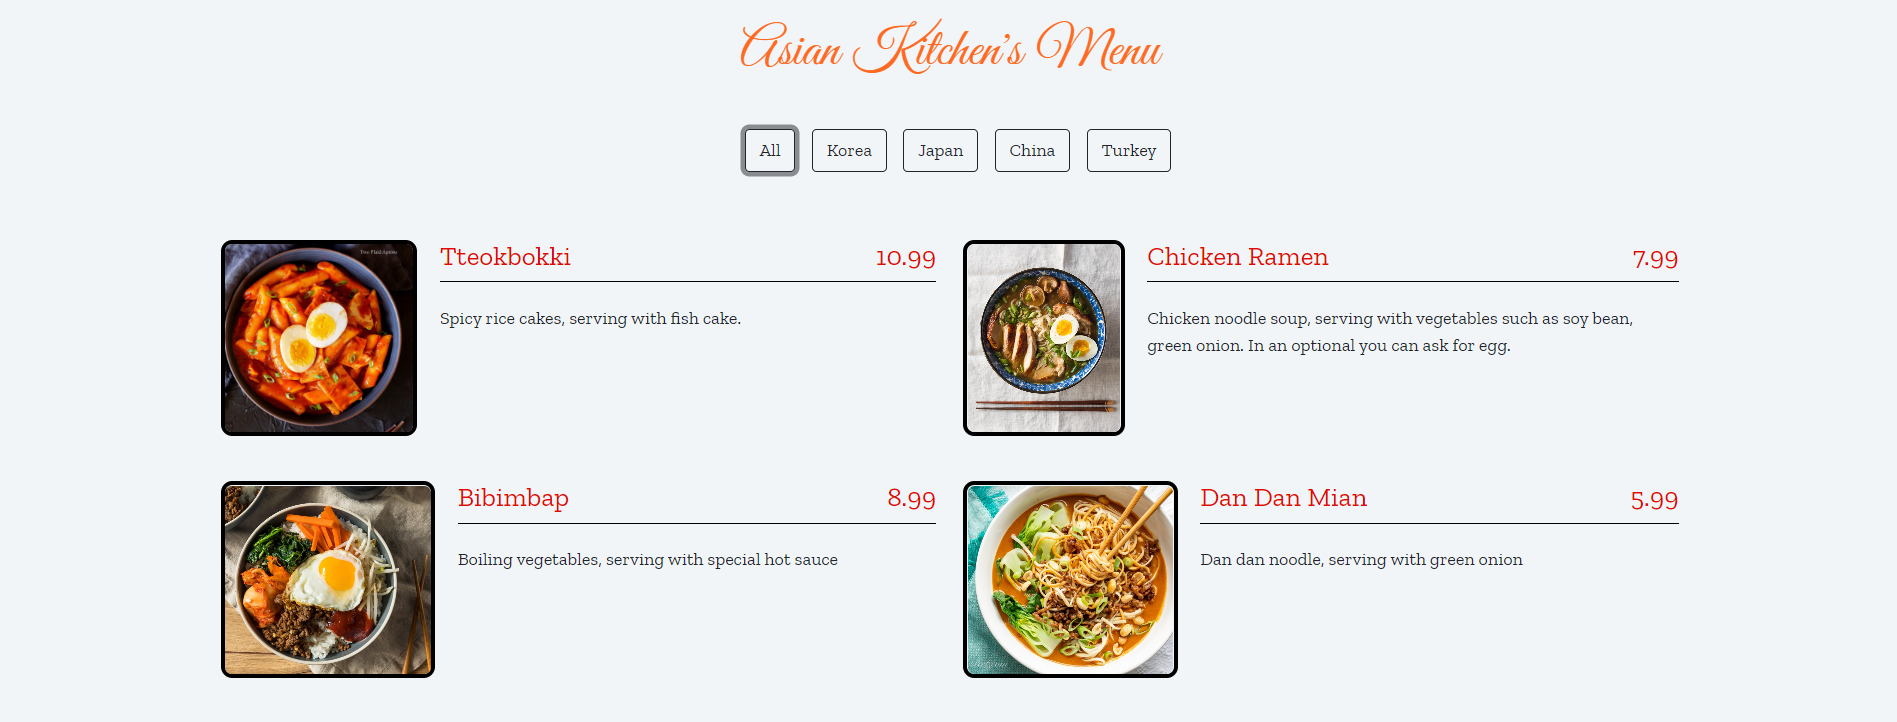 Asian Kitchen's Menu
All
Korea
Japan
China
Turkey
Tteokbokki 10.99
Spicy rice cakes, serving with fish cake.
Chicken Ramen 7.99
Chicken noodle soup, serving with vegetables such as soy bean,
green onion. In an optional you can ask for egg.
Bibimbap 8.99
Boiling vegetables, serving with special hot sauce
Dan Dan Mian 5.99
Dan dan noodle, serving with green onion